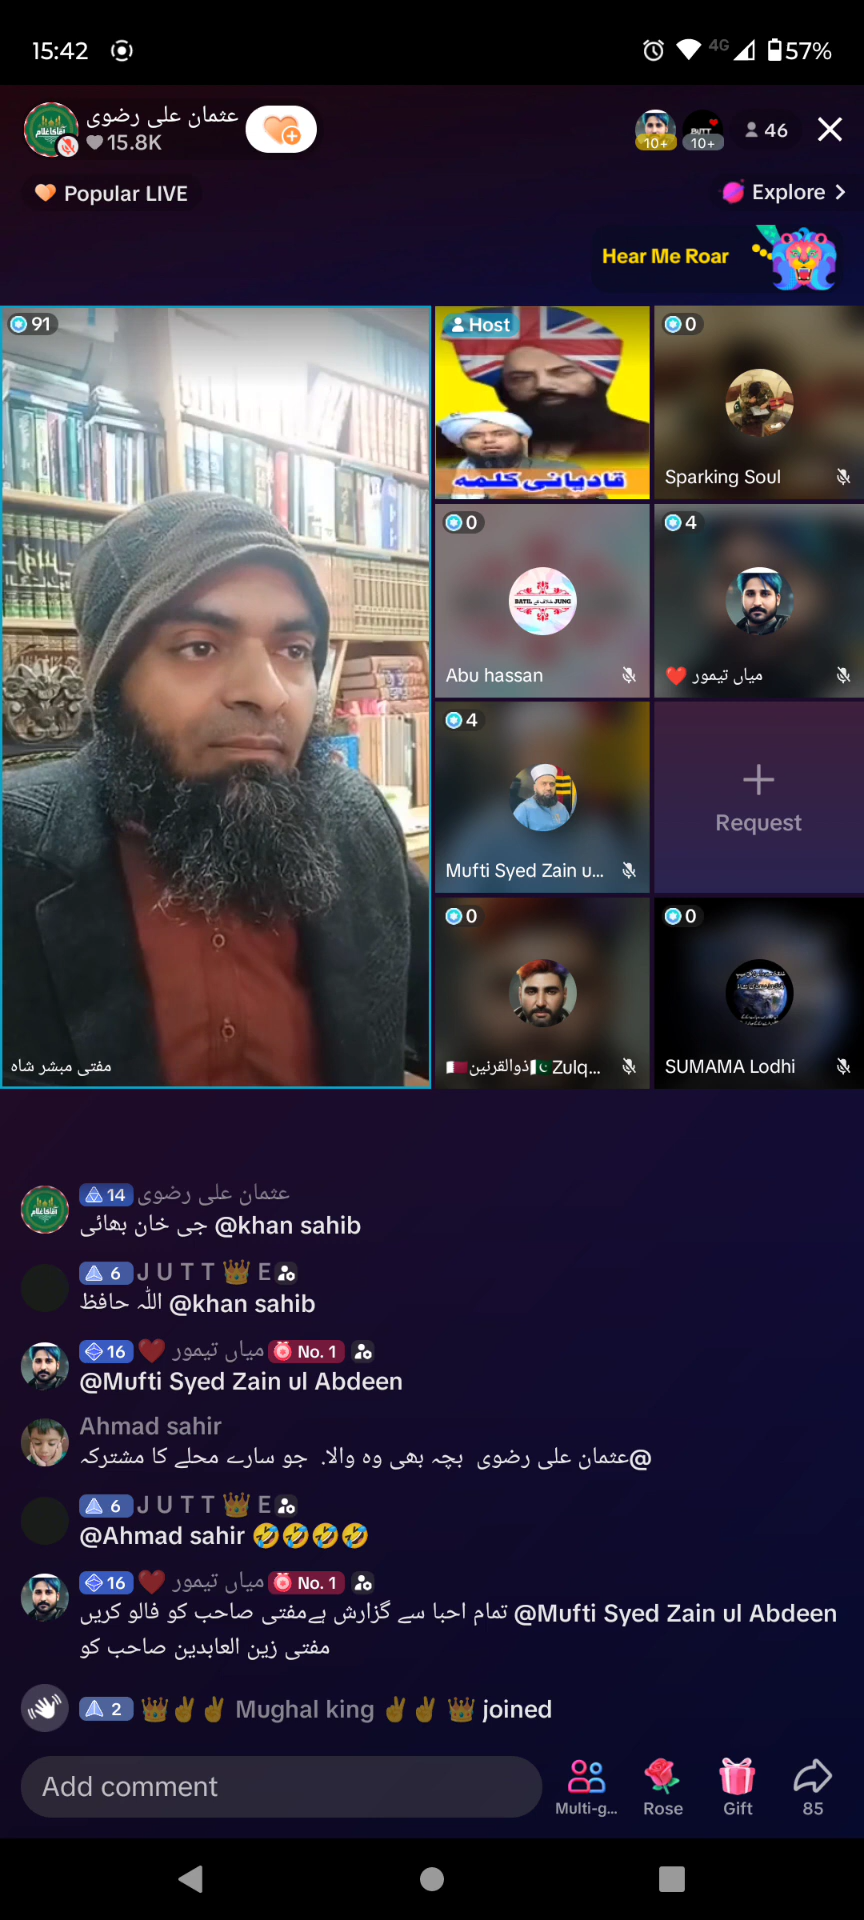 15:42
4G
57%
عثمان علی رضوی
15.8K
10+
10+
46
Popular LIVE
Explore
Hear Me Roar
91
Host
0
قادیانی کلمہ
Sparking Soul
0
4
BATIL کے خلاف JUNG
Abu hassan
میاں تیمور ❤️
4
Mufti Syed Zain u...
Request
0
0
🇶🇦ذوالقرنین🇵🇰 Zulq...
SUMAMA Lodhi
مفتی مبشر شاہ
14 عثمان علی رضوی
جی خان بھائی @khan sahib
6 J U T T 👑 E
اللّٰہ حافظ @khan sahib
16 ❤️ میاں تیمور No. 1
@Mufti Syed Zain ul Abdeen
Ahmad sahir
@عثمان علی رضوی بچہ بھی وہ والا. جو سارے محلے کا مشترکہ
6 J U T T 👑 E
@Ahmad sahir 🤣🤣🤣🤣
16 ❤️ میاں تیمور No. 1
تمام احبا سے گزارش ہےمفتی صاحب کو فالو کریں @Mufti Syed Zain ul Abdeen
مفتی زین العابدین صاحب کو
2 👑✌️✌️ Mughal king ✌️✌️ 👑 joined
Add comment
Multi-g...
Rose
Gift
85